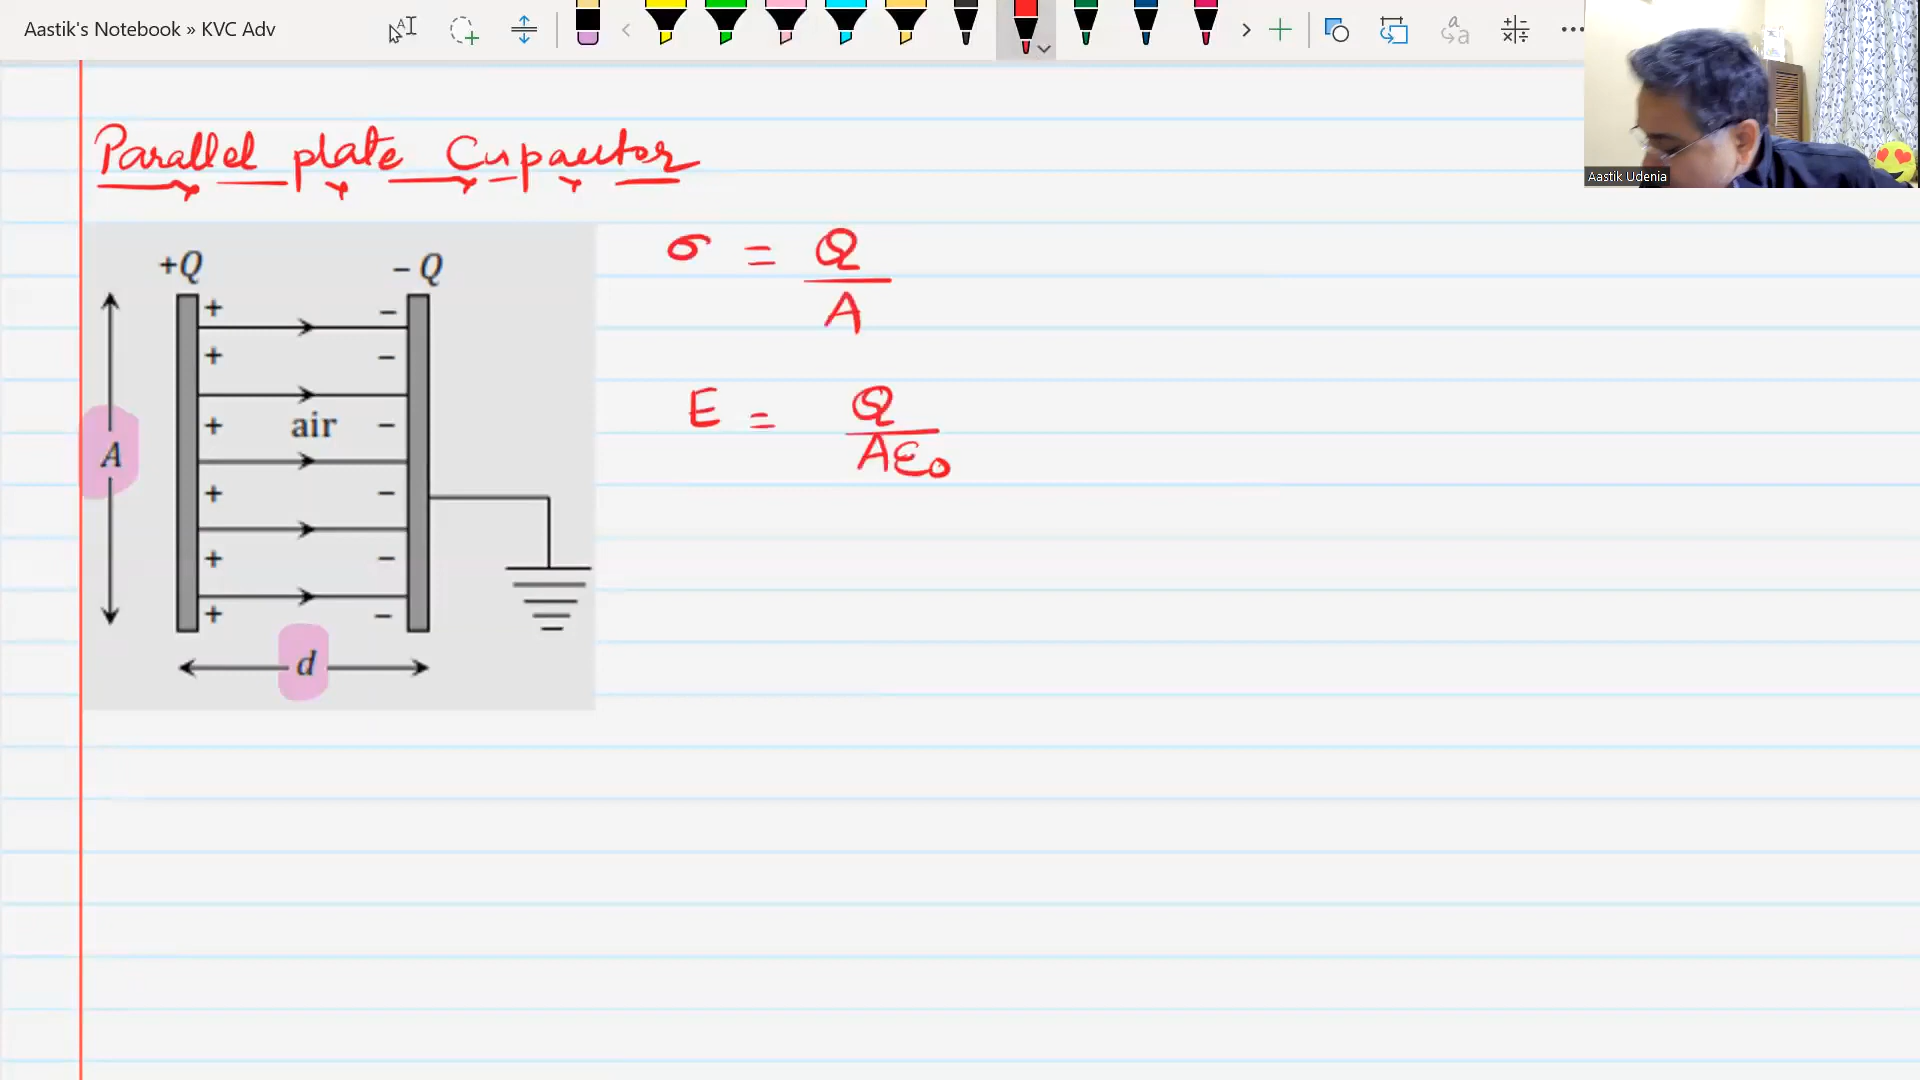 Aastik's Notebook » KVC Adv
Aastik Udenia
Parallel plate Capacitor
+Q
− Q
σ = Q
A
+ −
+ −
+ air −
+ −
+ −
+ −
A
d
E = Q
Aε₀